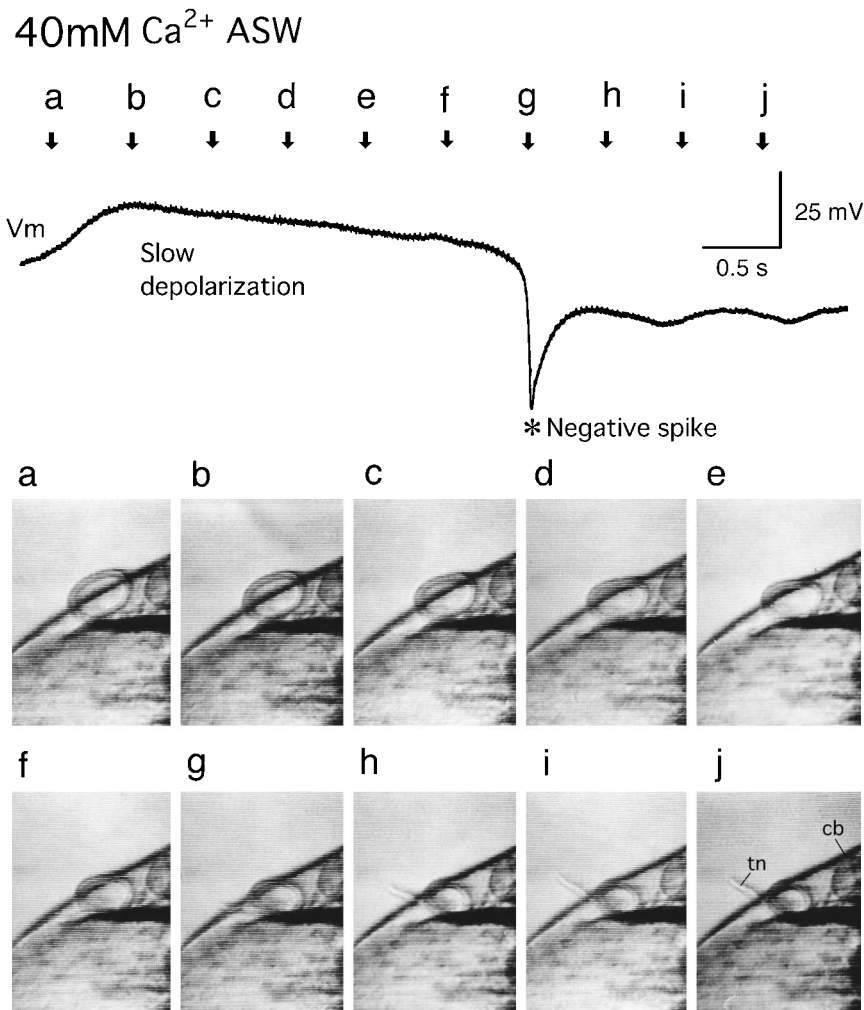 40mM Ca²⁺ ASW
a b c d e f g h i j
Vm
25 mV
0.5 s
Slow
depolarization
* Negative spike
a b c d e
f g h i j
cb
tn